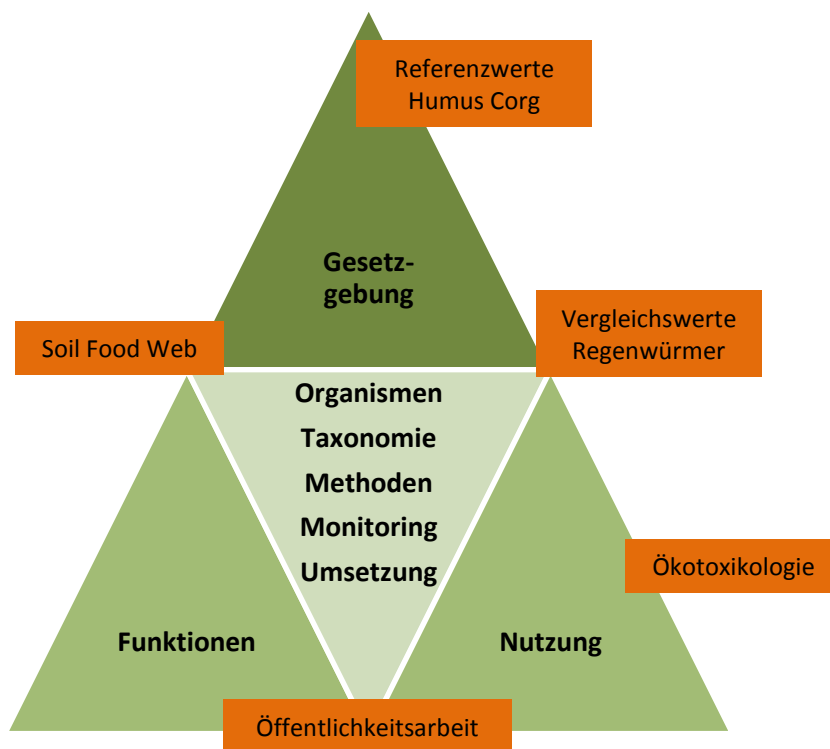 Referenzwerte
Humus Corg
Gesetz-
gebung
Soil Food Web
Vergleichswerte
Regenwürmer
Organismen
Taxonomie
Methoden
Monitoring
Umsetzung
Ökotoxikologie
Funktionen
Nutzung
Öffentlichkeitsarbeit